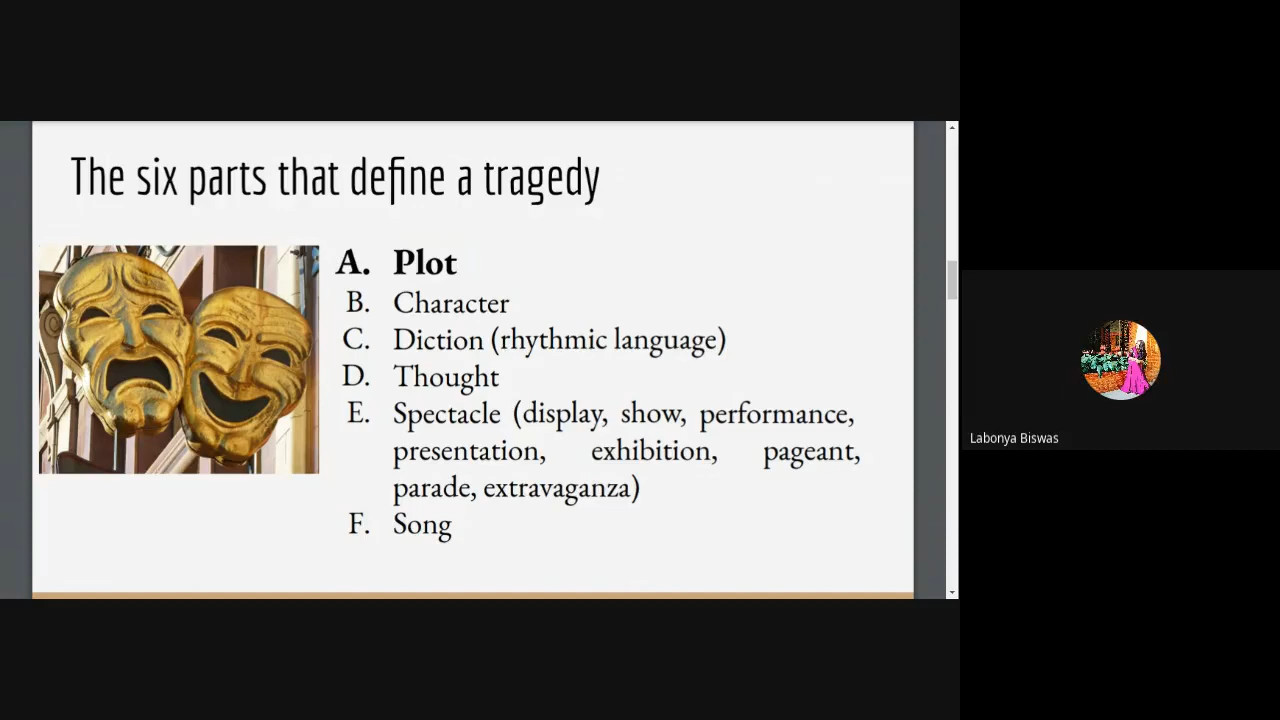 The six parts that define a tragedy
A. Plot
B. Character
C. Diction (rhythmic language)
D. Thought
E. Spectacle (display, show, performance,
presentation, exhibition, pageant,
parade, extravaganza)
F. Song
Labonya Biswas